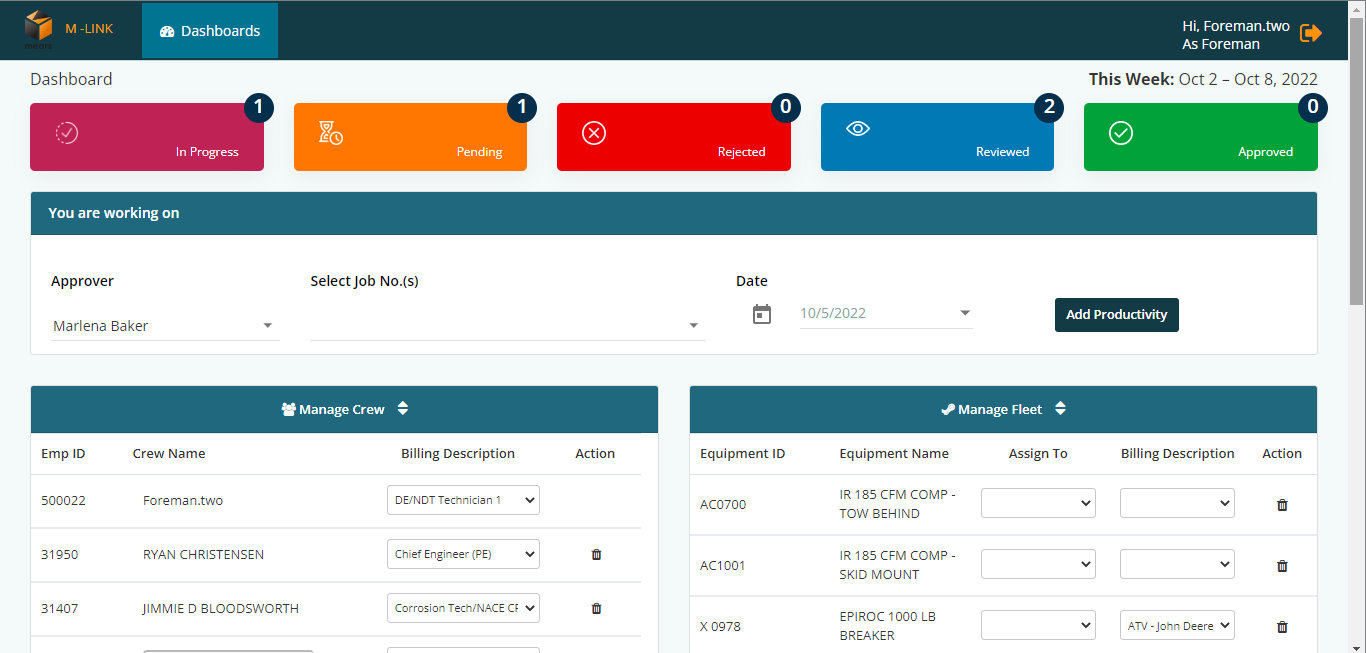 means
M -LINK
Dashboards
Hi, Foreman.two
As Foreman
Dashboard
This Week: Oct 2 – Oct 8, 2022
1
In Progress
1
Pending
0
Rejected
2
Reviewed
0
Approved
You are working on
Approver
Select Job No.(s)
Date
Marlena Baker
10/5/2022
Add Productivity
Manage Crew
Emp ID Crew Name Billing Description Action
500022 Foreman.two DE/NDT Technician 1
31950 RYAN CHRISTENSEN Chief Engineer (PE)
31407 JIMMIE D BLOODSWORTH Corrosion Tech/NACE CF
Manage Fleet
Equipment ID Equipment Name Assign To Billing Description Action
AC0700 IR 185 CFM COMP -
TOW BEHIND
AC1001 IR 185 CFM COMP -
SKID MOUNT
X 0978 EPIROC 1000 LB
BREAKER ATV - John Deere